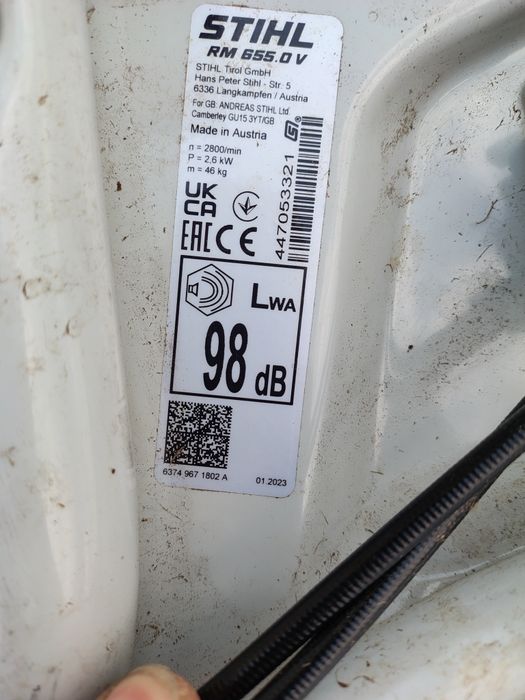 STIHL
RM 655.0 V
STIHL Tirol GmbH
Hans Peter Stihl - Str. 5
6336 Langkampfen / Austria
For GB: ANDREAS STIHL Ltd
Camberley GU15 3YT/GB
Made in Austria
n = 2800/min
P = 2,6 kW
m = 46 kg
447053321
UK
CA
EAC CE
LWA
98 dB
6374 967 1802 A
01.2023